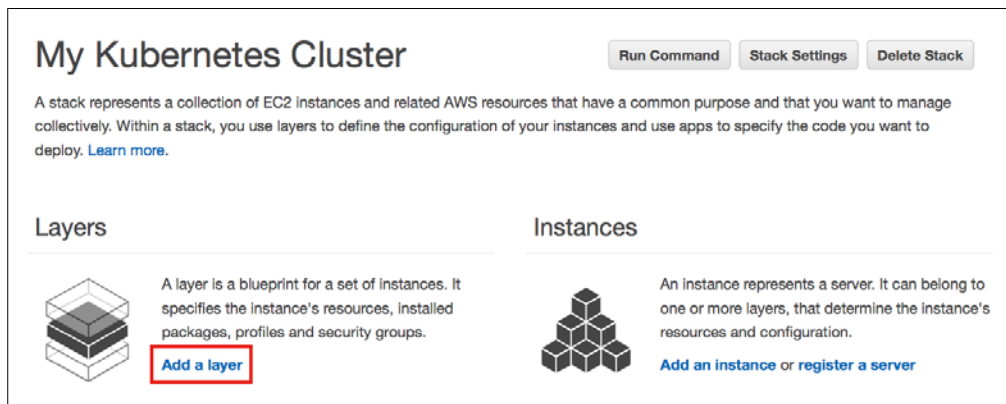 My Kubernetes Cluster
Run Command
Stack Settings
Delete Stack
A stack represents a collection of EC2 instances and related AWS resources that have a common purpose and that you want to manage
collectively. Within a stack, you use layers to define the configuration of your instances and use apps to specify the code you want to
deploy. Learn more.
Layers
A layer is a blueprint for a set of instances. It
specifies the instance's resources, installed
packages, profiles and security groups.
Add a layer
Instances
An instance represents a server. It can belong to
one or more layers, that determine the instance's
resources and configuration.
Add an instance or register a server